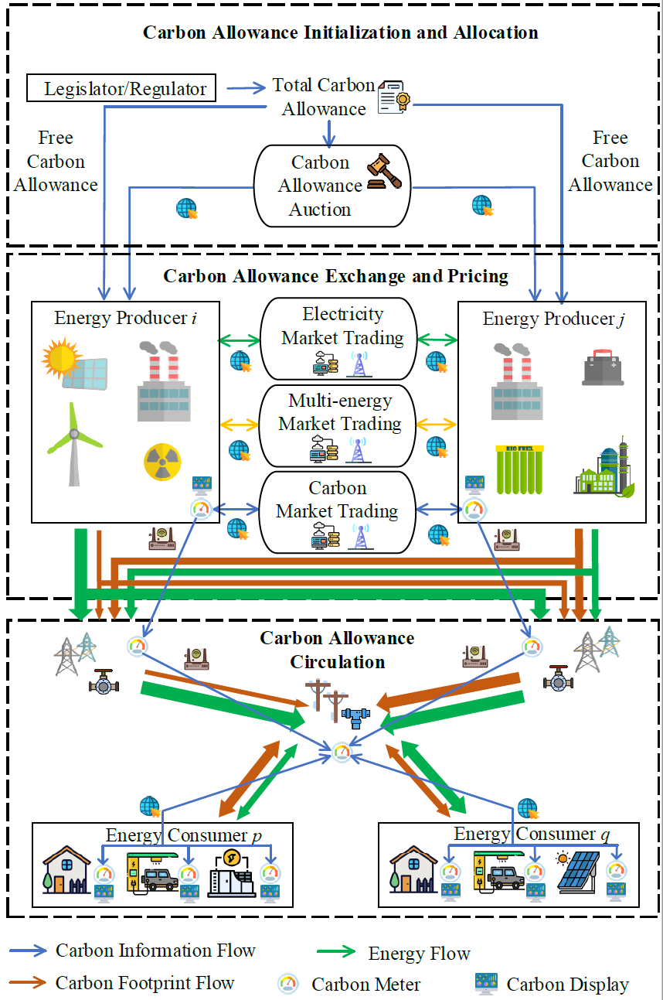 Carbon Allowance Initialization and Allocation
Legislator/Regulator
Total Carbon
Allowance
Free
Carbon
Allowance
Free
Carbon
Allowance
Carbon
Allowance
Auction
Carbon Allowance Exchange and Pricing
Energy Producer i
Electricity
Market Trading
Energy Producer j
Multi-energy
Market Trading
BIO FUEL
Carbon
Market Trading
Carbon Allowance
Circulation
Energy Consumer p
Energy Consumer q
Carbon Information Flow
Energy Flow
Carbon Footprint Flow
Carbon Meter
Carbon Display